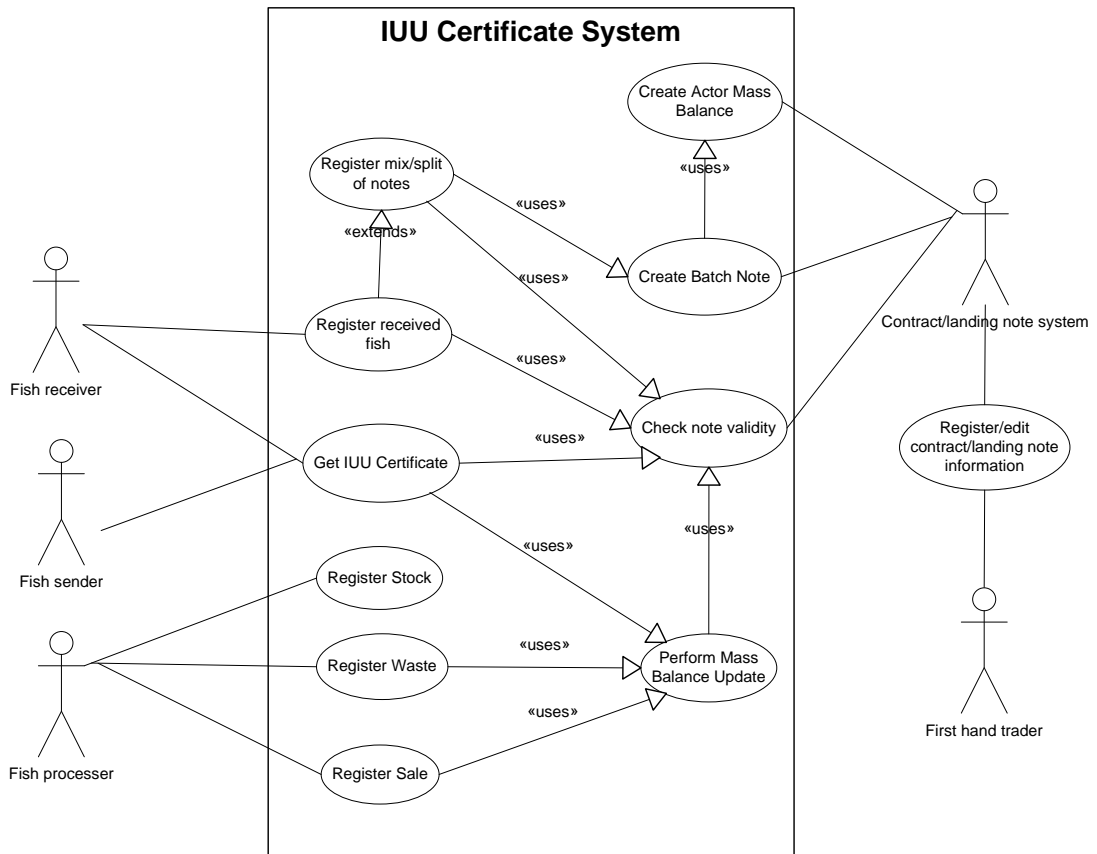 IUU Certificate System
Create Actor Mass
Balance
Register mix/split
of notes
«uses»
«uses»
«extends»
Create Batch Note
«uses»
Register received
fish
Contract/landing note system
«uses»
Fish receiver
Check note validity
Register/edit
contract/landing note
information
«uses»
Get IUU Certificate
«uses»
«uses»
Fish sender
Register Stock
«uses»
Register Waste
Perform Mass
Balance Update
«uses»
First hand trader
Fish processer
Register Sale